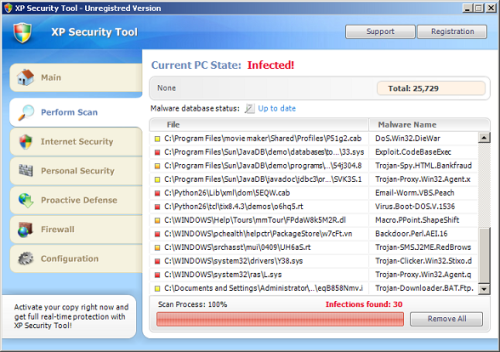 XP Security Tool - Unregistred Version
XP Security Tool
Support
Registration
Main
Perform Scan
Internet Security
Personal Security
Proactive Defense
Firewall
Configuration
Activate your copy right now and
get full real-time protection with
XP Security Tool!
Current PC State: Infected!
None
Total: 25,729
Malware database status: Up to date
File Malware Name
C:\Program Files\movie maker\Shared\Profiles\PS1g2.cab DoS.Win32.DieWar
C:\Program Files\Sun\JavaDB\demo\databases\to...\33.sys Exploit.CodeBaseExec
C:\Program Files\Sun\JavaDB\demo\programs\...\S4j304.8 Trojan-Spy.HTML.Bankfraud
C:\Program Files\Sun\JavaDB\javadoc\jdbc3\or...\SVK3S.1 Trojan-Proxy.Win32.Agent.x
C:\Python26\Lib\xml\dom\SEQW.cab Email-Worm.VBS.Peach
C:\Python26\tcl\tix8.4.3\demos\o6hq5.rt Virus.Boot-DOS.V.1536
C:\WINDOWS\Help\Tours\mmTour\FPdaW8k5M2R.dl Macro.PPoint.ShapeShift
C:\WINDOWS\pchealth\helpctr\PackageStore\w7cFt.vn Backdoor.Perl.AEI.16
C:\WINDOWS\srchasst\mui\0409\UH6aS.rt Trojan-SMS.J2ME.RedBrows
C:\WINDOWS\system32\drivers\Y38.sys Trojan-Clicker.Win32.Stixo.d
C:\WINDOWS\system32\ras\L.sys Trojan-Proxy.Win32.Agent.q
C:\Documents and Settings\Administrator\...\eqB858Nmv.j Trojan-Downloader.BAT.Ftp.
Scan Process: 100% Infections found: 30
Remove All